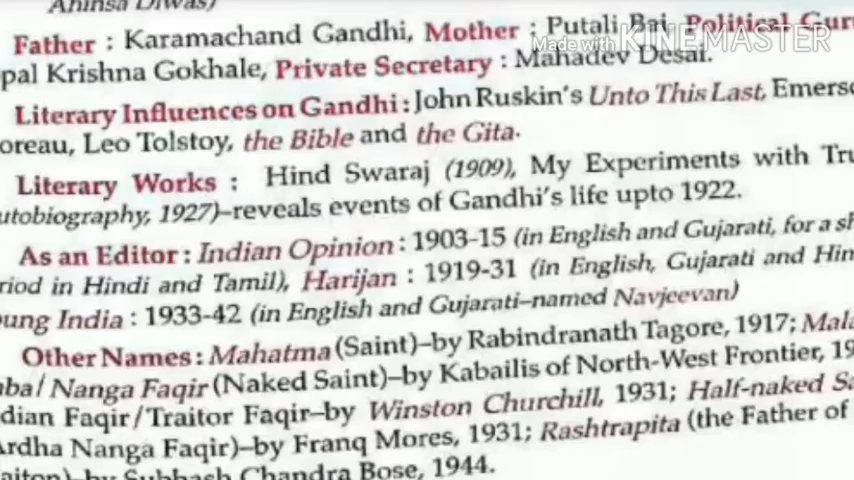 Ahinsa Diwas)
Father : Karamachand Gandhi, Mother : Putali Bai, Political Guru
Made with KINEMASTER
pal Krishna Gokhale, Private Secretary : Mahadev Desai.
Literary Influences on Gandhi : John Ruskin's Unto This Last, Emerso
oreau, Leo Tolstoy, the Bible and the Gita.
Literary Works : Hind Swaraj (1909), My Experiments with Tru
utobiography, 1927)–reveals events of Gandhi's life upto 1922.
As an Editor : Indian Opinion : 1903-15 (in English and Gujarati, for a sh
riod in Hindi and Tamil), Harijan : 1919-31 (in English, Gujarati and Hin
oung India : 1933-42 (in English and Gujarati–named Navjeevan)
Other Names : Mahatma (Saint)–by Rabindranath Tagore, 1917; Mala
aba/ Nanga Faqir (Naked Saint)–by Kabailis of North-West Frontier, 19
dian Faqir/Traitor Faqir–by Winston Churchill, 1931; Half-naked Sa
Ardha Nanga Faqir)–by Franq Mores, 1931; Rashtrapita (the Father of
aiton)–by Subhash Chandra Bose, 1944.